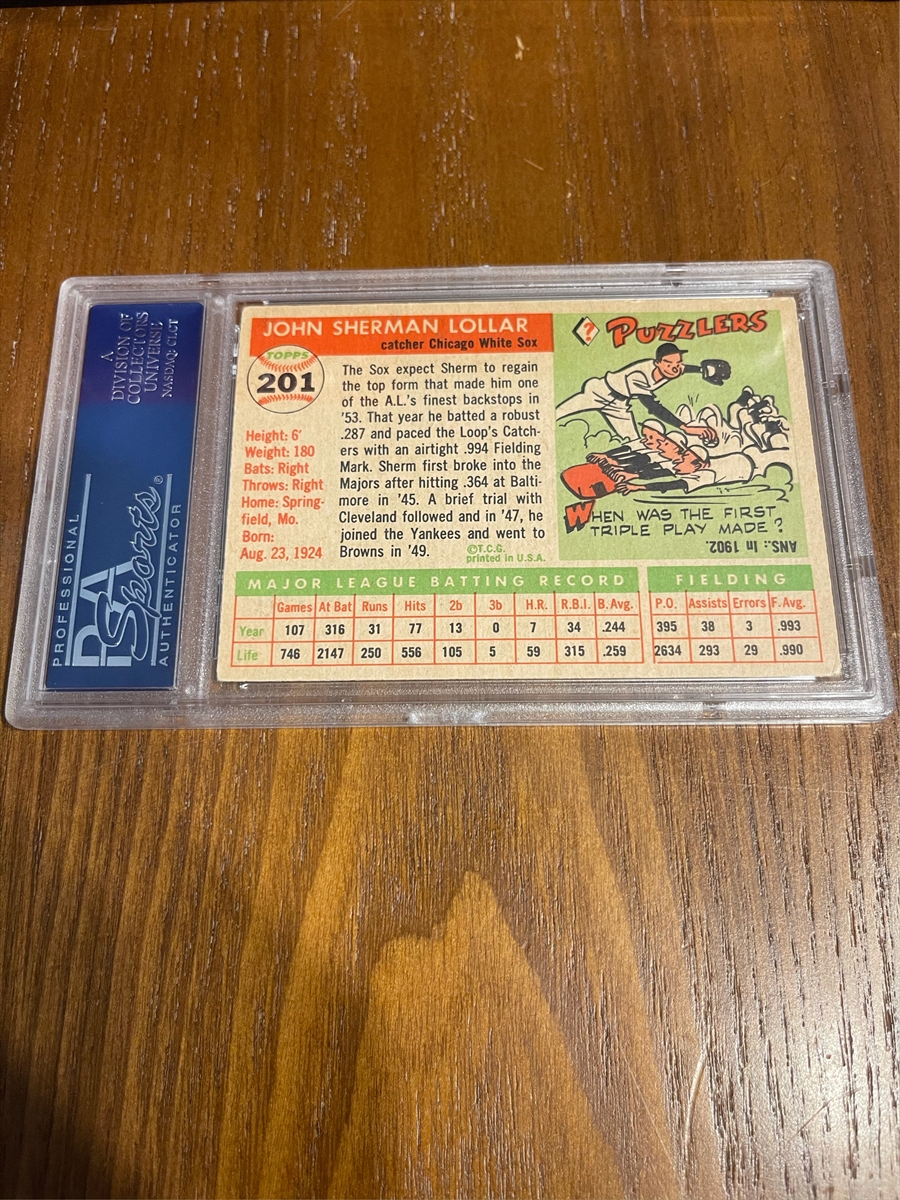 A
DIVISION OF
COLLECTORS
UNIVERSE
NASDAQ: CLCT
PROFESSIONAL
PSA
Sports®
AUTHENTICATOR
JOHN SHERMAN LOLLAR
catcher Chicago White Sox
TOPPS
201
Height: 6'
Weight: 180
Bats: Right
Throws: Right
Home: Spring-
field, Mo.
Born:
Aug. 23, 1924
The Sox expect Sherm to regain
the top form that made him one
of the A.L.'s finest backstops in
'53. That year he batted a robust
.287 and paced the Loop's Catch-
ers with an airtight .994 Fielding
Mark. Sherm first broke into the
Majors after hitting .364 at Balti-
more in '45. A brief trial with
Cleveland followed and in '47, he
joined the Yankees and went to
Browns in '49.
©T.C.G.
printed in U.S.A.
? PUZZLERS
WHEN WAS THE FIRST
TRIPLE PLAY MADE?
ANS.: In 1902.
MAJOR LEAGUE BATTING RECORD FIELDING
Games At Bat Runs Hits 2b 3b H.R. R.B.I. B. Avg. P.O. Assists Errors F. Avg.
Year 107 316 31 77 13 0 7 34 .244 395 38 3 .993
Life 746 2147 250 556 105 5 59 315 .259 2634 293 29 .990